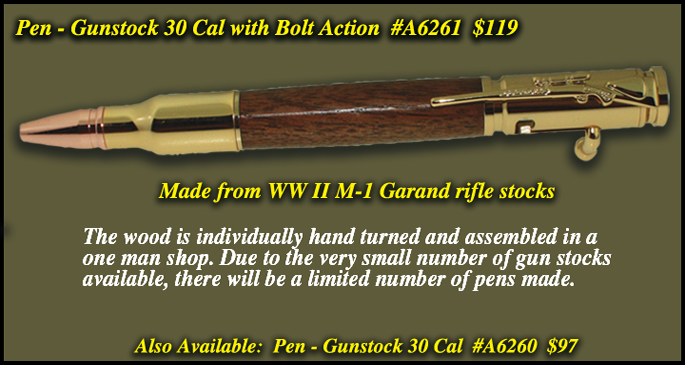 Pen - Gunstock 30 Cal with Bolt Action #A6261 $119
Made from WW II M-1 Garand rifle stocks
The wood is individually hand turned and assembled in a
one man shop. Due to the very small number of gun stocks
available, there will be a limited number of pens made.
Also Available: Pen - Gunstock 30 Cal #A6260 $97